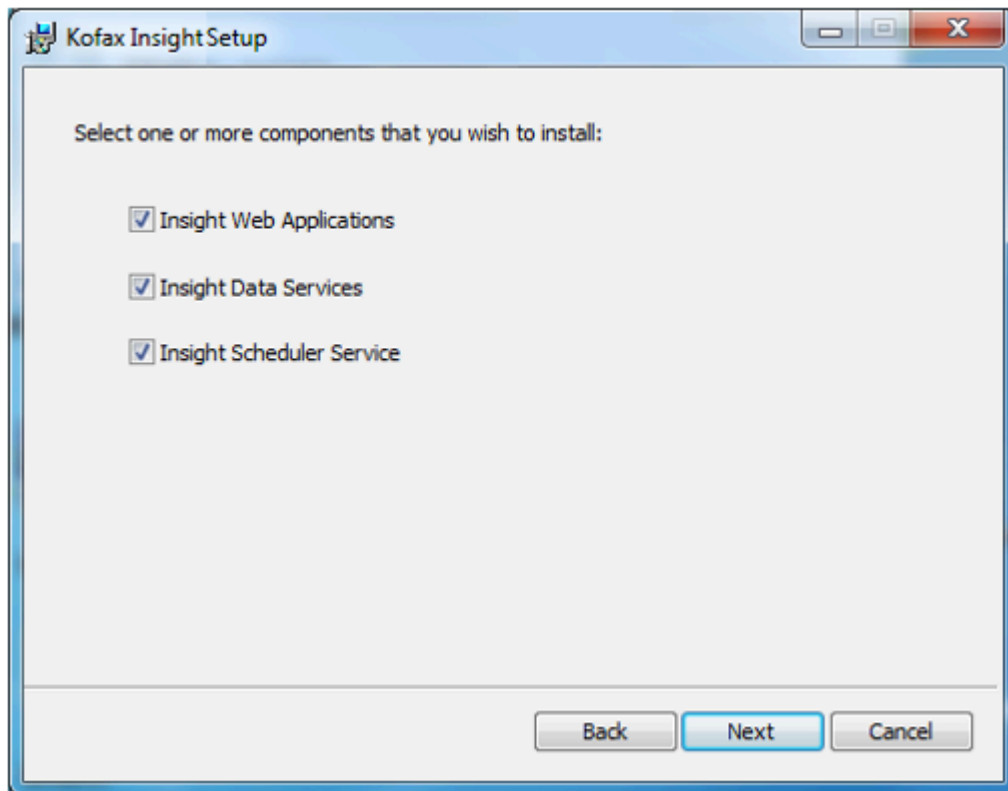 Kofax Insight Setup
Select one or more components that you wish to install:
Insight Web Applications
Insight Data Services
Insight Scheduler Service
Back Next Cancel